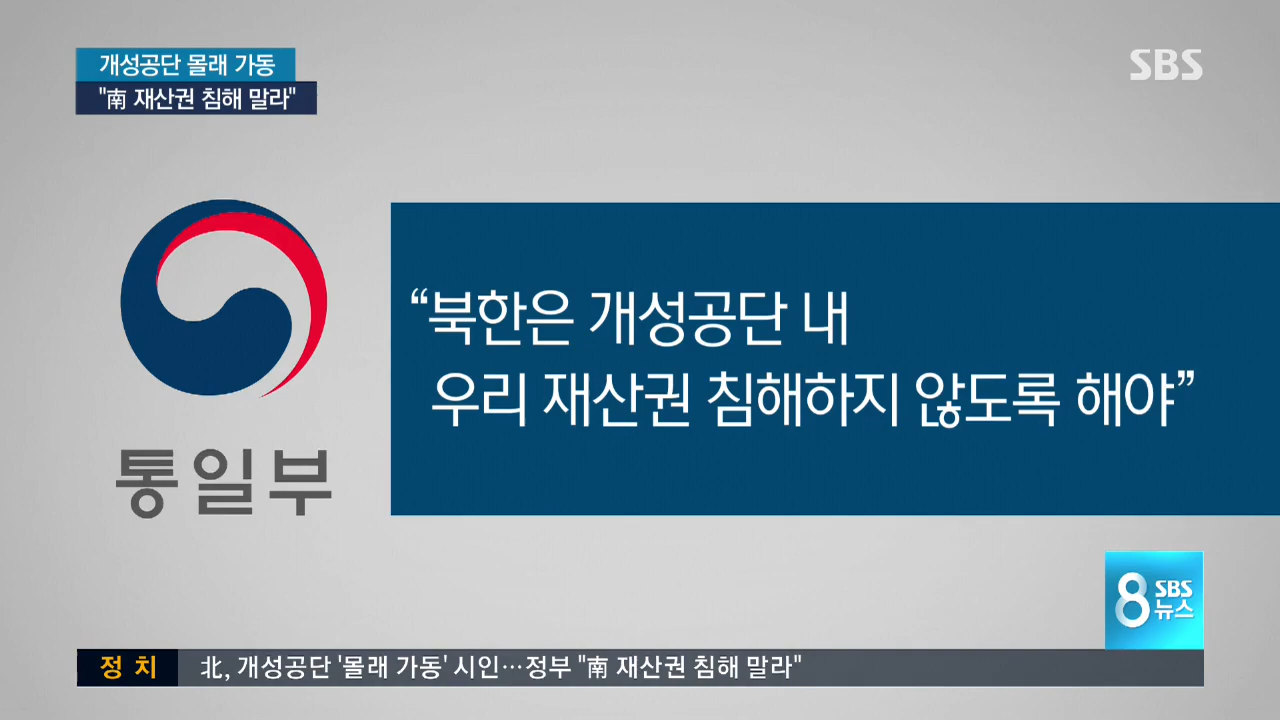 개성공단 몰래 가동
"南 재산권 침해 말라"
SBS
“북한은 개성공단 내
우리 재산권 침해하지 않도록 해야”
통일부
8 SBS 뉴스
정 치
北, 개성공단 '몰래 가동' 시인…정부 "南 재산권 침해 말라"